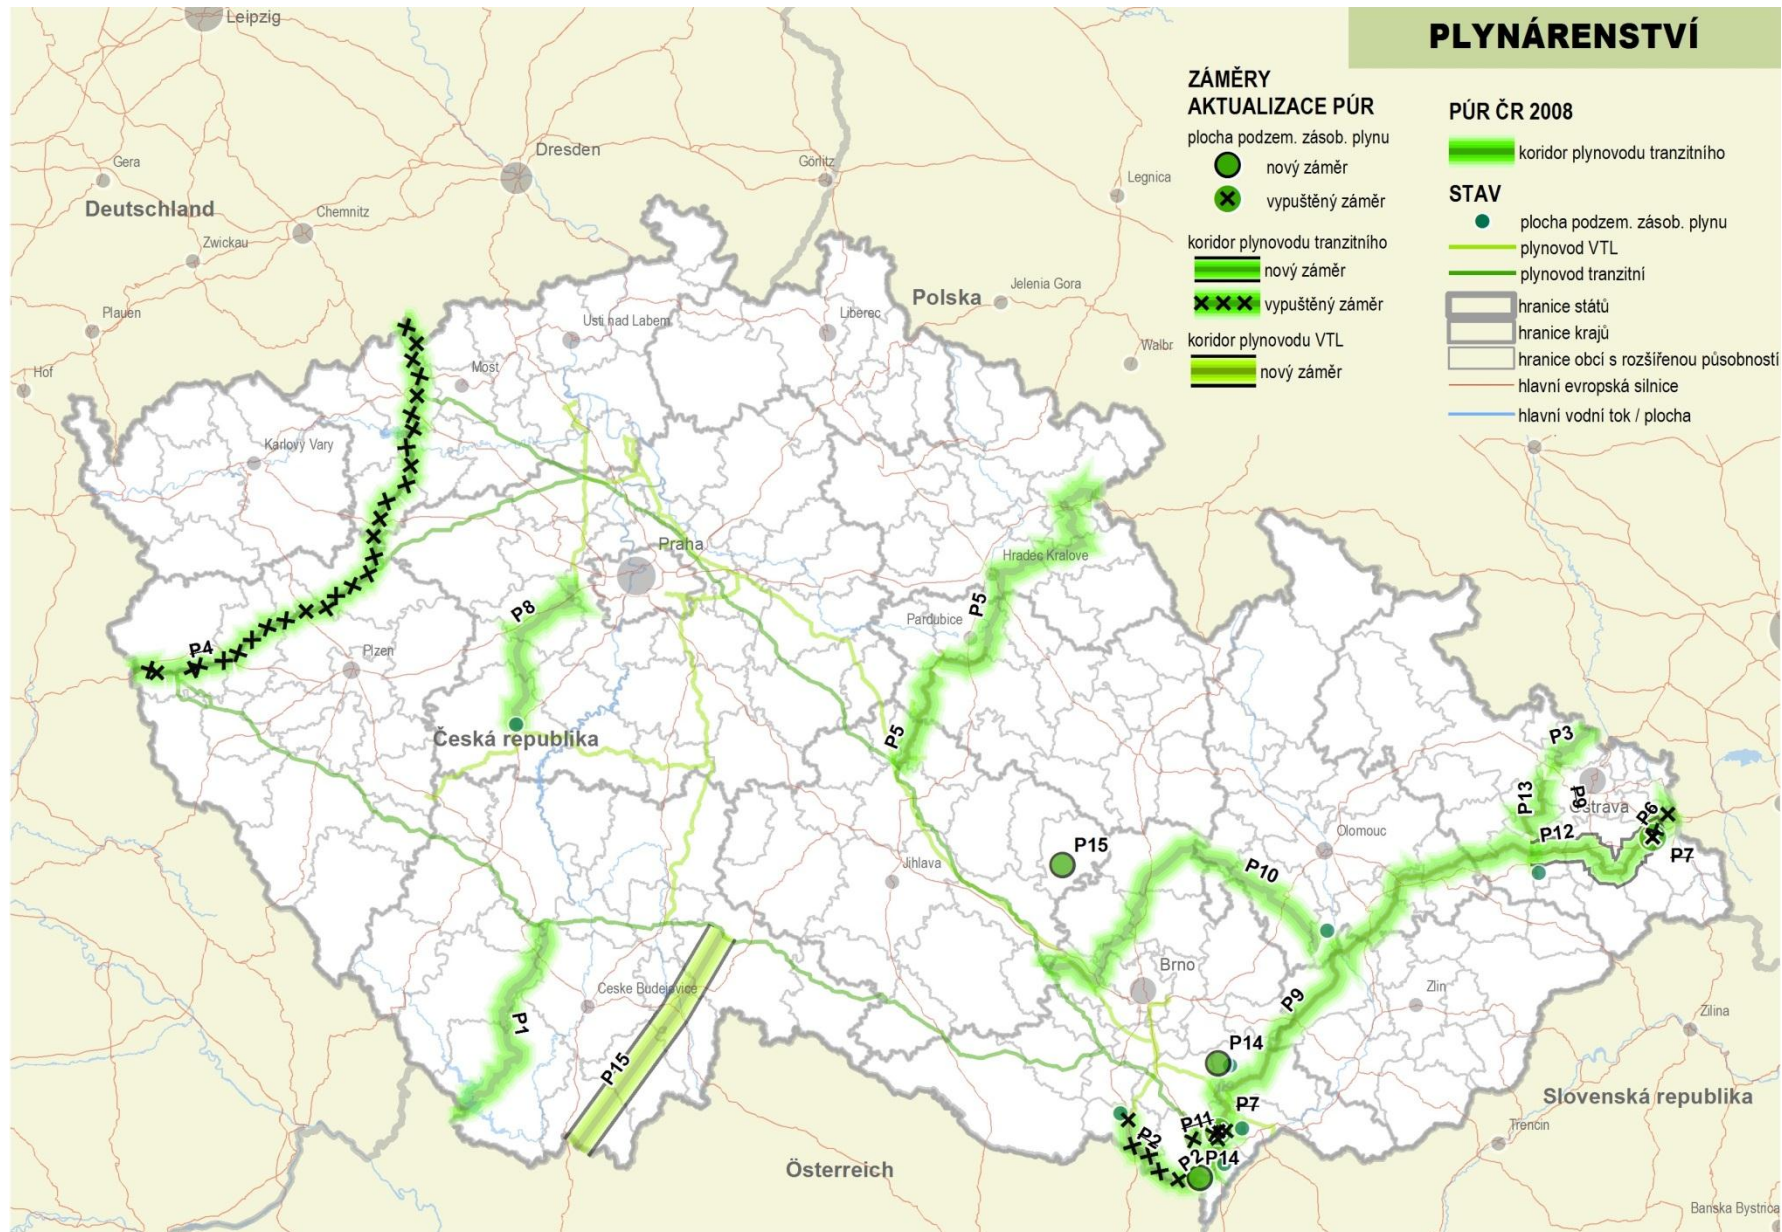 PLYNÁRENSTVÍ
ZÁMĚRY
AKTUALIZACE PÚR
plocha podzem. zásob. plynu
nový záměr
vypuštěný záměr
koridor plynovodu tranzitního
nový záměr
vypuštěný záměr
koridor plynovodu VTL
nový záměr
PÚR ČR 2008
koridor plynovodu tranzitního
STAV
plocha podzem. zásob. plynu
plynovod VTL
plynovod tranzitní
hranice států
hranice krajů
hranice obcí s rozšířenou působností
hlavní evropská silnice
hlavní vodní tok / plocha
Leipzig
Dresden
Görlitz
Gera
Legnica
Deutschland
Chemnitz
Zwickau
Jelenia Gora
Polska
Plauen
Usti nad Labem
Liberec
Walbr
Hof
Most
Karlovy Vary
Praha
Hradec Kralove
P8
P5
Pardubice
P4
Plzen
Česká republika
P5
P3
P13
P9
Ostrava
P6
P12
P7
Olomouc
P15
Jihlava
P10
Brno
Ceske Budejovice
Zlin
P9
P1
Zilina
P14
P15
Slovenská republika
P7
P11
P2
Trencin
P2
P14
Österreich
Banska Bystrica